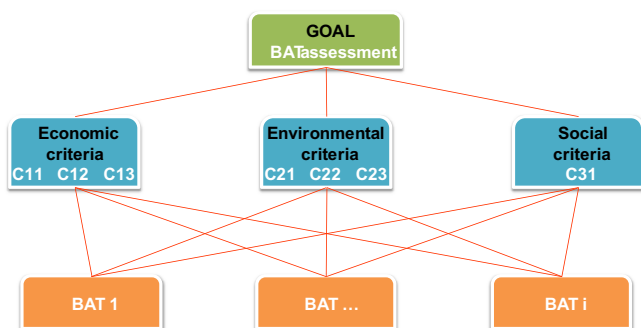 GOAL
BATassessment
Economic
criteria
C11 C12 C13
Environmental
criteria
C21 C22 C23
Social
criteria
C31
BAT 1
BAT ...
BAT i